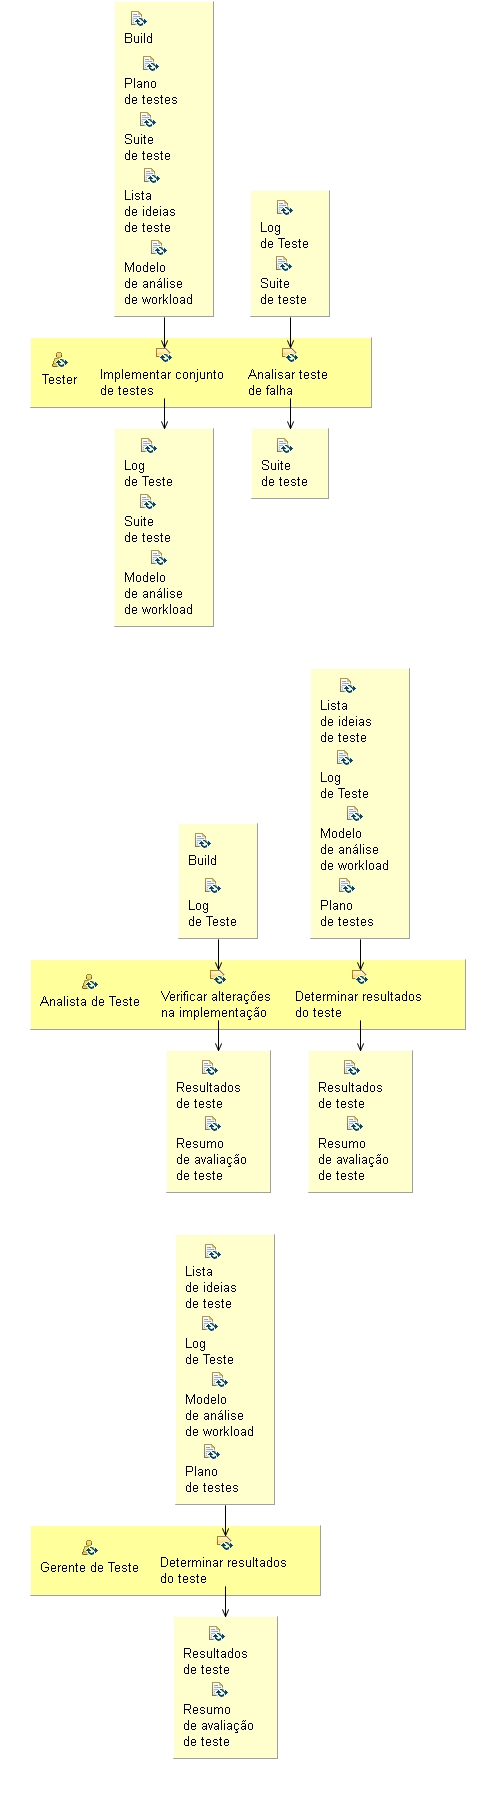 Build
Plano
de testes
Suite
de teste
Lista
de ideias
de teste
Modelo
de análise
de workload
Log
de Teste
Suite
de teste
Tester
Implementar conjunto
de testes
Analisar teste
de falha
Log
de Teste
Suite
de teste
Modelo
de análise
de workload
Suite
de teste
Build
Log
de Teste
Lista
de ideias
de teste
Log
de Teste
Modelo
de análise
de workload
Plano
de testes
Analista de Teste
Verificar alterações
na implementação
Determinar resultados
do teste
Resultados
de teste
Resumo
de avaliação
de teste
Resultados
de teste
Resumo
de avaliação
de teste
Lista
de ideias
de teste
Log
de Teste
Modelo
de análise
de workload
Plano
de testes
Gerente de Teste
Determinar resultados
do teste
Resultados
de teste
Resumo
de avaliação
de teste